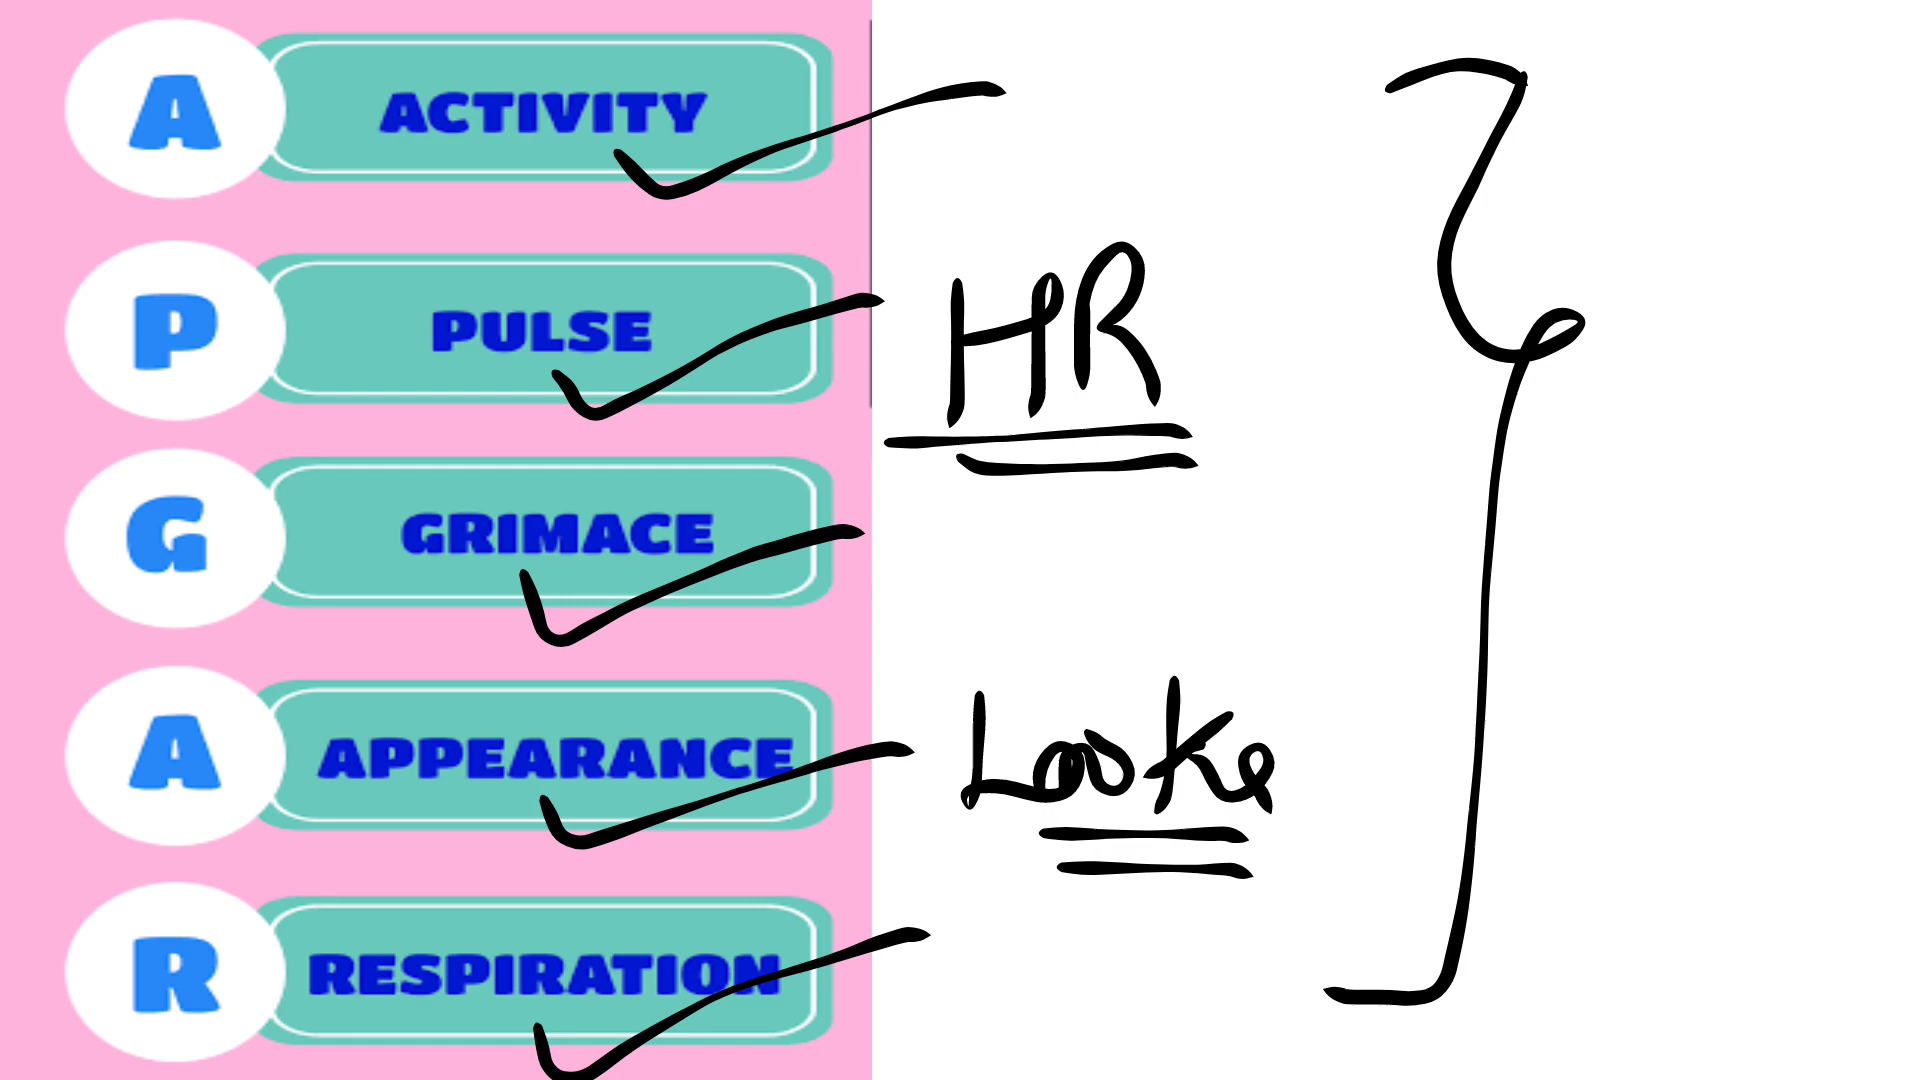 A ACTIVITY
P PULSE
HR
G GRIMACE
A APPEARANCE
Looks
R RESPIRATION